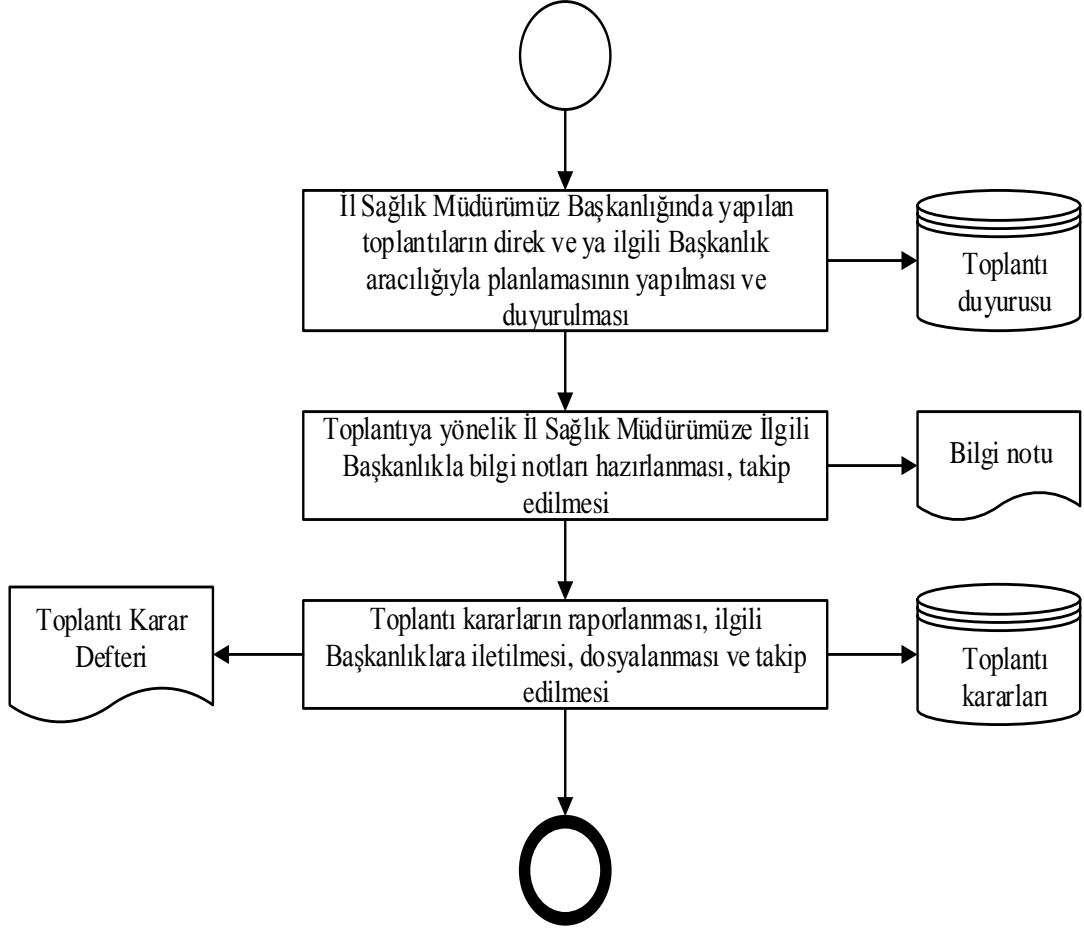 İl Sağlık Müdürümüz Başkanlığında yapılan
toplantıların direk ve ya ilgili Başkanlık
aracılığıyla planlamasının yapılması ve
duyurulması
Toplantı
duyurusu
Toplantıya yönelik İl Sağlık Müdürümüze İlgili
Başkanlıkla bilgi notları hazırlanması, takip
edilmesi
Bilgi notu
Toplantı Karar
Defteri
Toplantı kararların raporlanması, ilgili
Başkanlıklara iletilmesi, dosyalanması ve takip
edilmesi
Toplantı
kararları